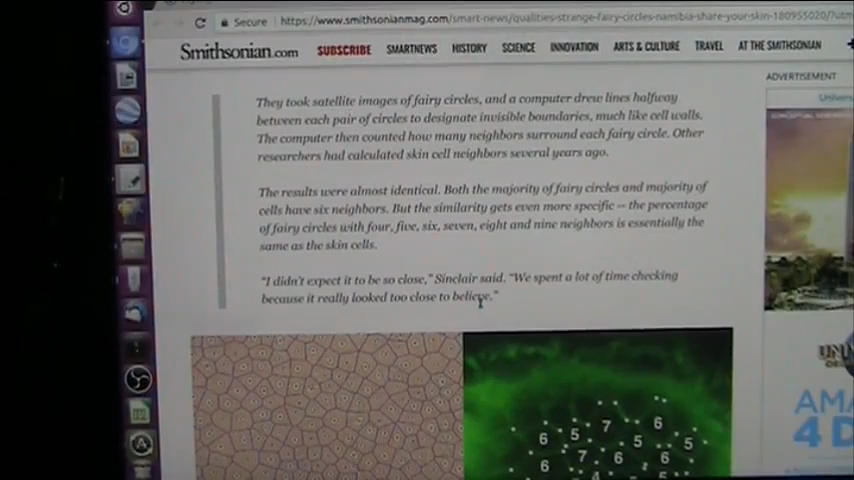 Secure
https://www.smithsonianmag.com/smart-news/qualities-strange-fairy-circles-namibia-share-your-skin-180955020/?utm
Smithsonian.com
SUBSCRIBE SMARTNEWS HISTORY SCIENCE INNOVATION ARTS & CULTURE TRAVEL AT THE SMITHSONIAN
ADVERTISEMENT
They took satellite images of fairy circles, and a computer drew lines halfway
between each pair of circles to designate invisible boundaries, much like cell walls.
The computer then counted how many neighbors surround each fairy circle. Other
researchers had calculated skin cell neighbors several years ago.
The results were almost identical. Both the majority of fairy circles and majority of
cells have six neighbors. But the similarity gets even more specific -- the percentage
of fairy circles with four, five, six, seven, eight and nine neighbors is essentially the
same as the skin cells.
“I didn't expect it to be so close,” Sinclair said. “We spent a lot of time checking
because it really looked too close to believe.”
6 5 7 6
5 5
6 7 6 6
AMA
4 D